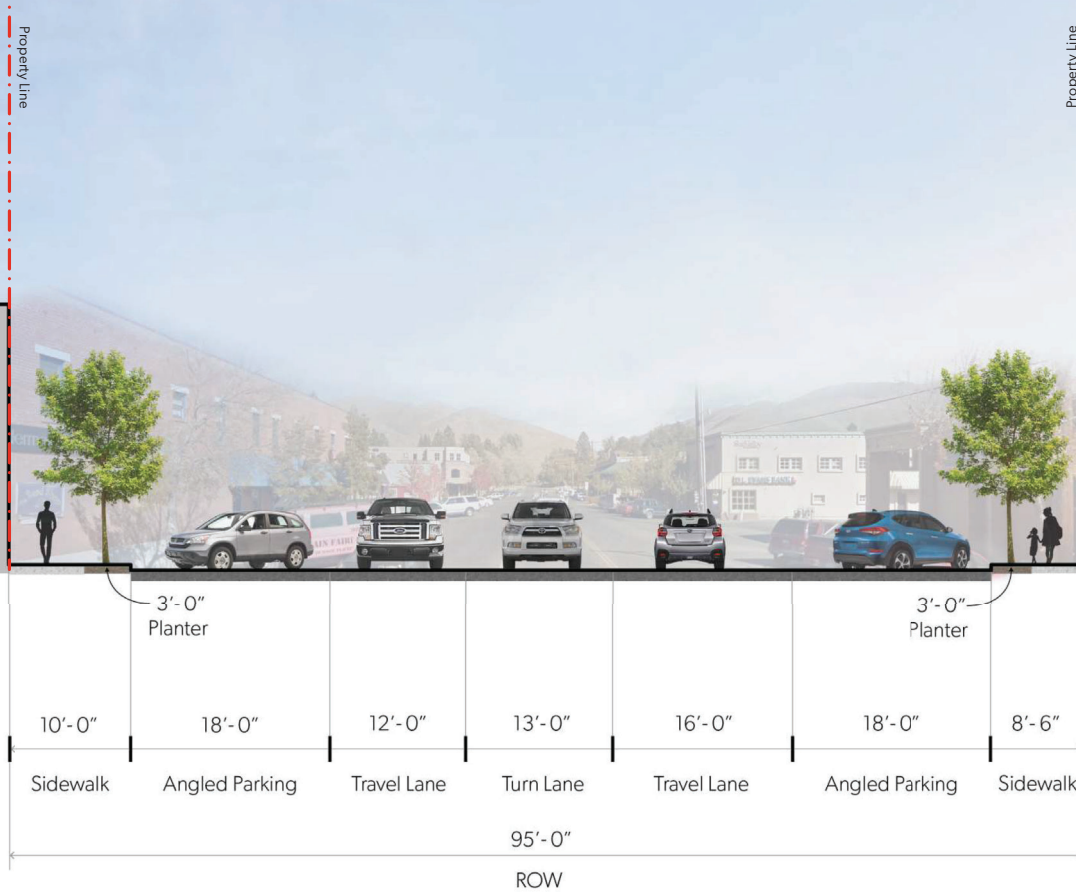 Property Line
Property Line
3'-0"
Planter
3'-0"
Planter
10'-0"
18'-0"
12'-0"
13'-0"
16'-0"
18'-0"
8'-6"
Sidewalk
Angled Parking
Travel Lane
Turn Lane
Travel Lane
Angled Parking
Sidewalk
95'-0"
ROW